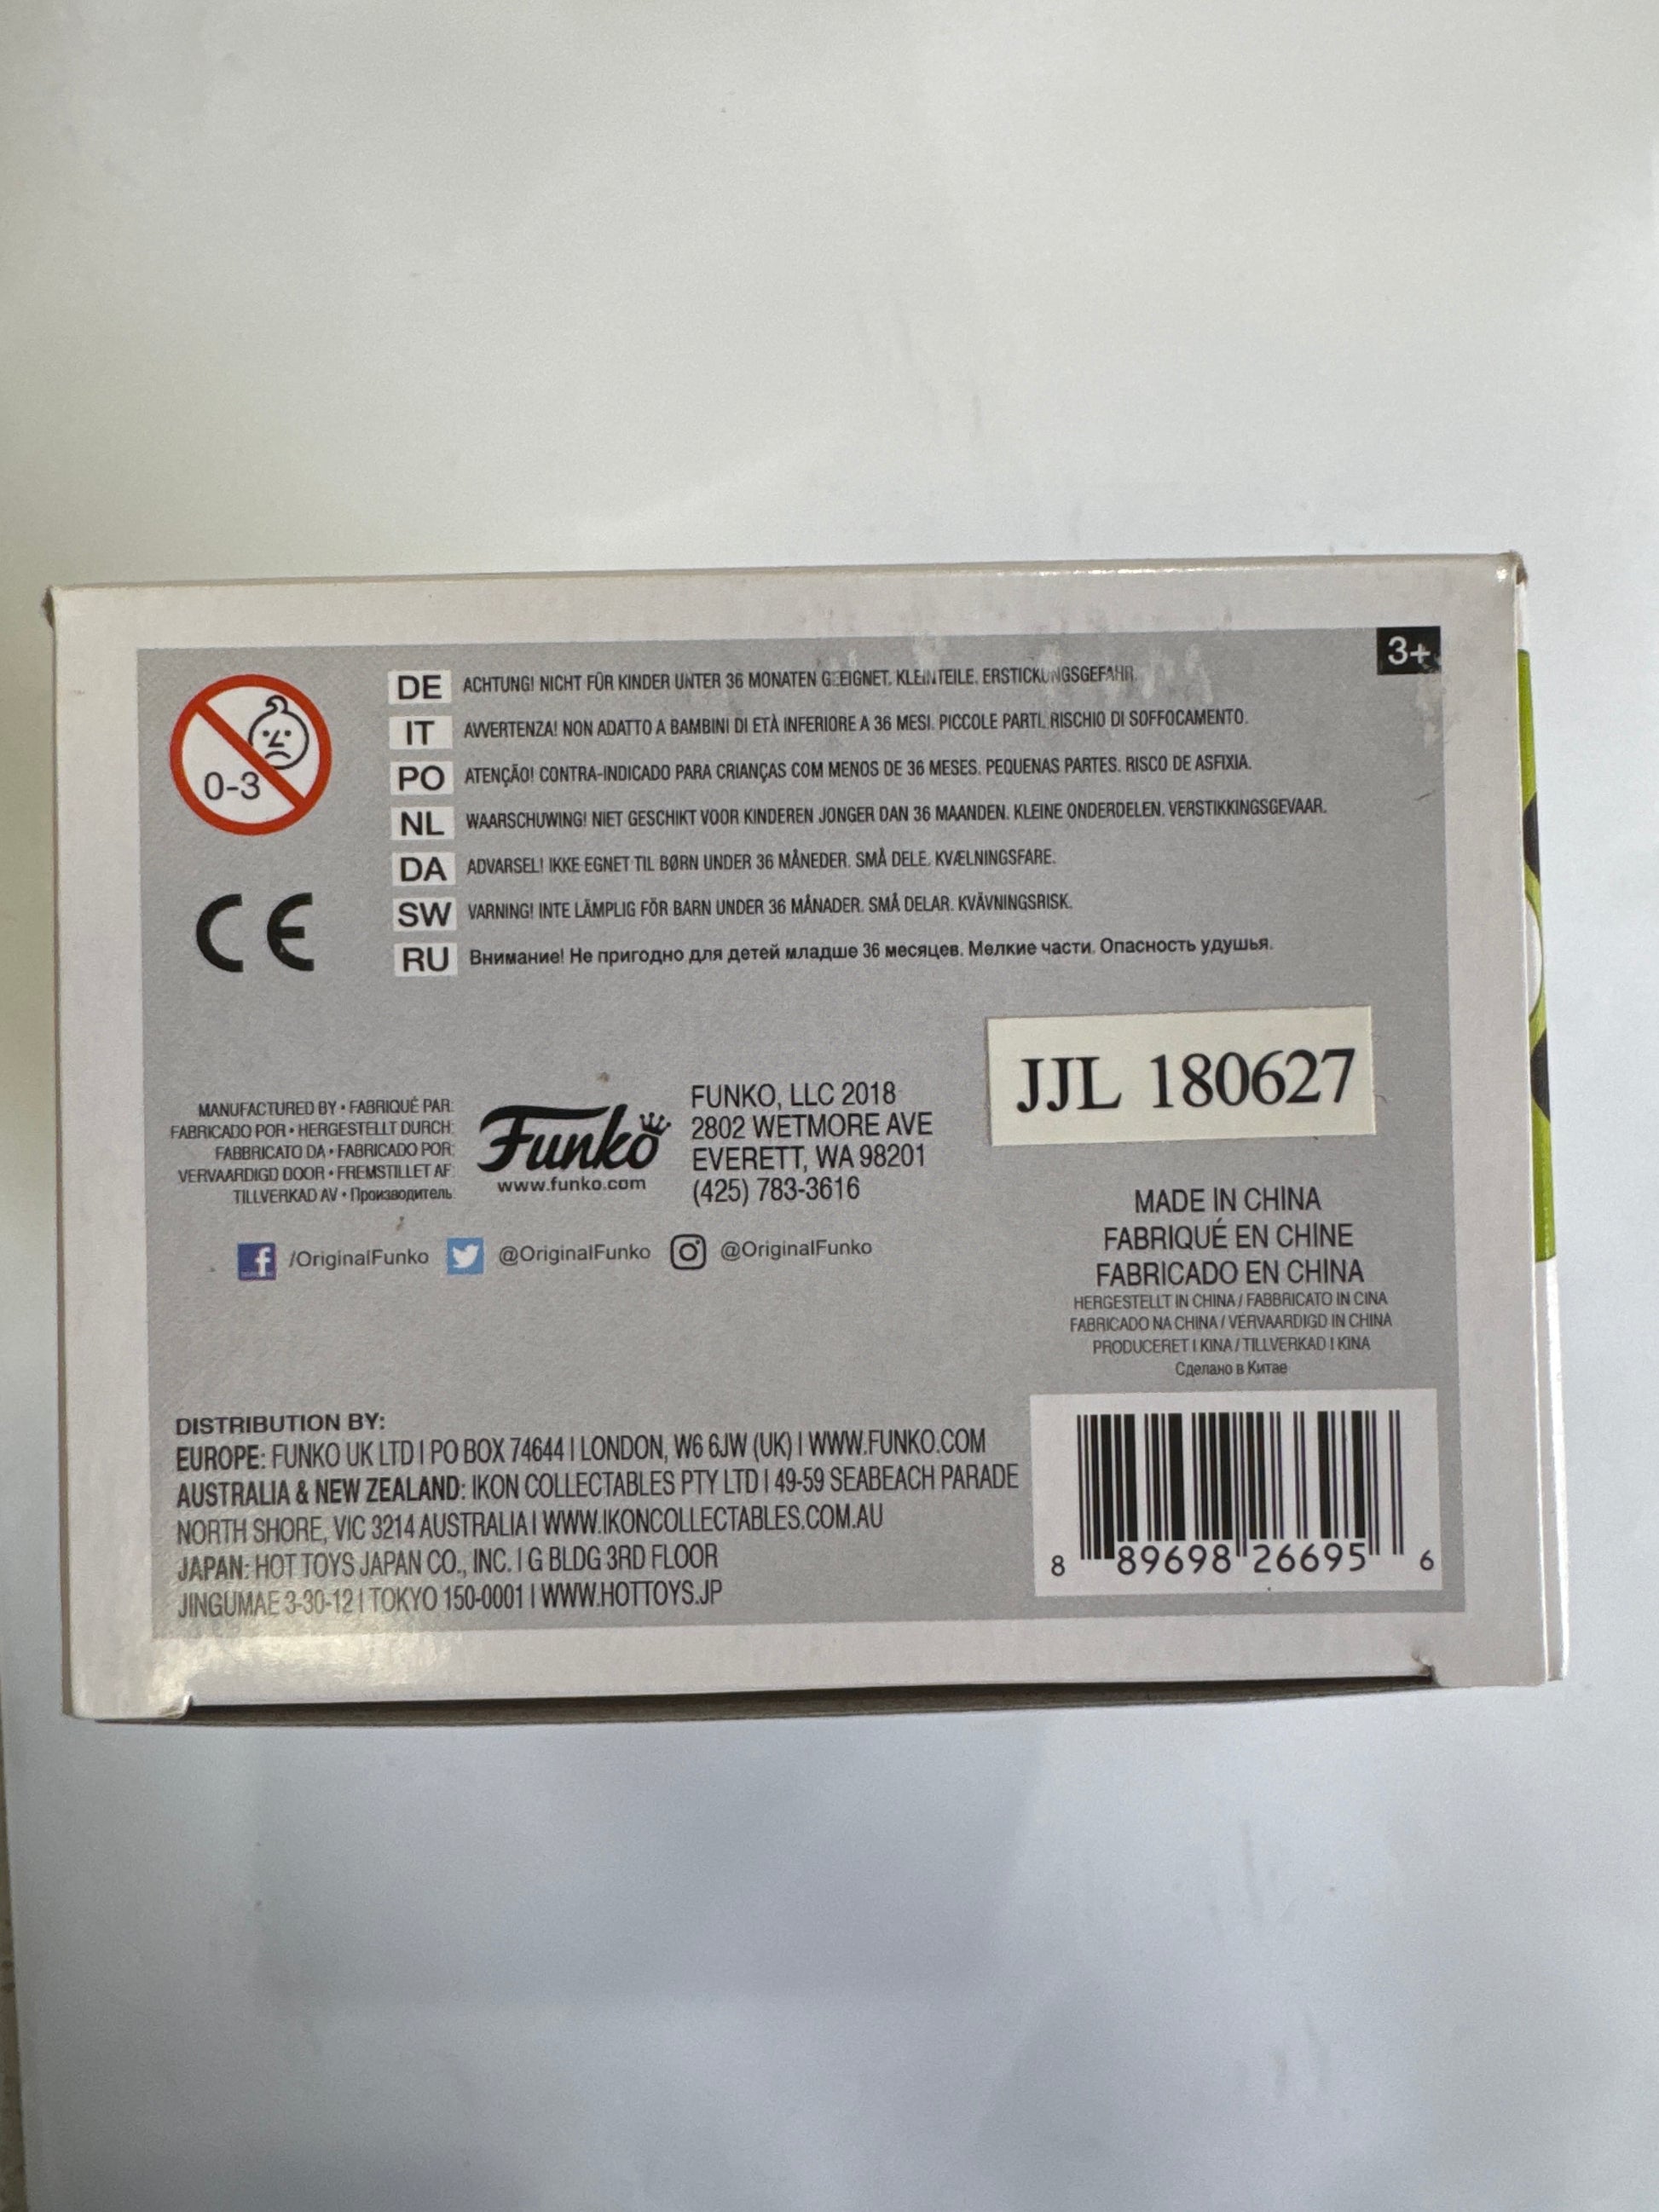 3+
0-3
DE ACHTUNG! NICHT FÜR KINDER UNTER 36 MONATEN GEEIGNET. KLEINTEILE. ERSTICKUNGSGEFAHR.
IT AVVERTENZA! NON ADATTO A BAMBINI DI ETÀ INFERIORE A 36 MESI. PICCOLE PARTI. RISCHIO DI SOFFOCAMENTO.
PO ATENÇÃO! CONTRA-INDICADO PARA CRIANÇAS COM MENOS DE 36 MESES. PEQUENAS PARTES. RISCO DE ASFIXIA.
NL WAARSCHUWING! NIET GESCHIKT VOOR KINDEREN JONGER DAN 36 MAANDEN. KLEINE ONDERDELEN. VERSTIKKINGSGEVAAR.
DA ADVARSEL! IKKE EGNET TIL BØRN UNDER 36 MÅNEDER. SMÅ DELE. KVÆLNINGSFARE.
SW VARNING! INTE LÄMPLIG FÖR BARN UNDER 36 MÅNADER. SMÅ DELAR. KVÄVNINGSRISK.
RU Внимание! Не пригодно для детей младше 36 месяцев. Мелкие части. Опасность удушья.
CE
JJL 180627
MANUFACTURED BY • FABRIQUÉ PAR:
FABRICADO POR • HERGESTELLT DURCH:
FABBRICATO DA • FABRICADO POR:
VERVAARDIGD DOOR • FREMSTILLET AF:
TILLVERKAD AV • Производитель
Funko
www.funko.com
FUNKO, LLC 2018
2802 WETMORE AVE
EVERETT, WA 98201
(425) 783-3616
/OriginalFunko @OriginalFunko @OriginalFunko
MADE IN CHINA
FABRIQUÉ EN CHINE
FABRICADO EN CHINA
HERGESTELLT IN CHINA / FABBRICATO IN CINA
FABRICADO NA CHINA / VERVAARDIGD IN CHINA
PRODUCERET I KINA / TILLVERKAD I KINA
Сделано в Китае
DISTRIBUTION BY:
EUROPE: FUNKO UK LTD | PO BOX 74644 | LONDON, W6 6JW (UK) | WWW.FUNKO.COM
AUSTRALIA & NEW ZEALAND: IKON COLLECTABLES PTY LTD | 49-59 SEABEACH PARADE
NORTH SHORE, VIC 3214 AUSTRALIA | WWW.IKONCOLLECTABLES.COM.AU
JAPAN: HOT TOYS JAPAN CO., INC. | G BLDG 3RD FLOOR
JINGUMAE 3-30-12 | TOKYO 150-0001 | WWW.HOTTOYS.JP
8 89698 26695 6